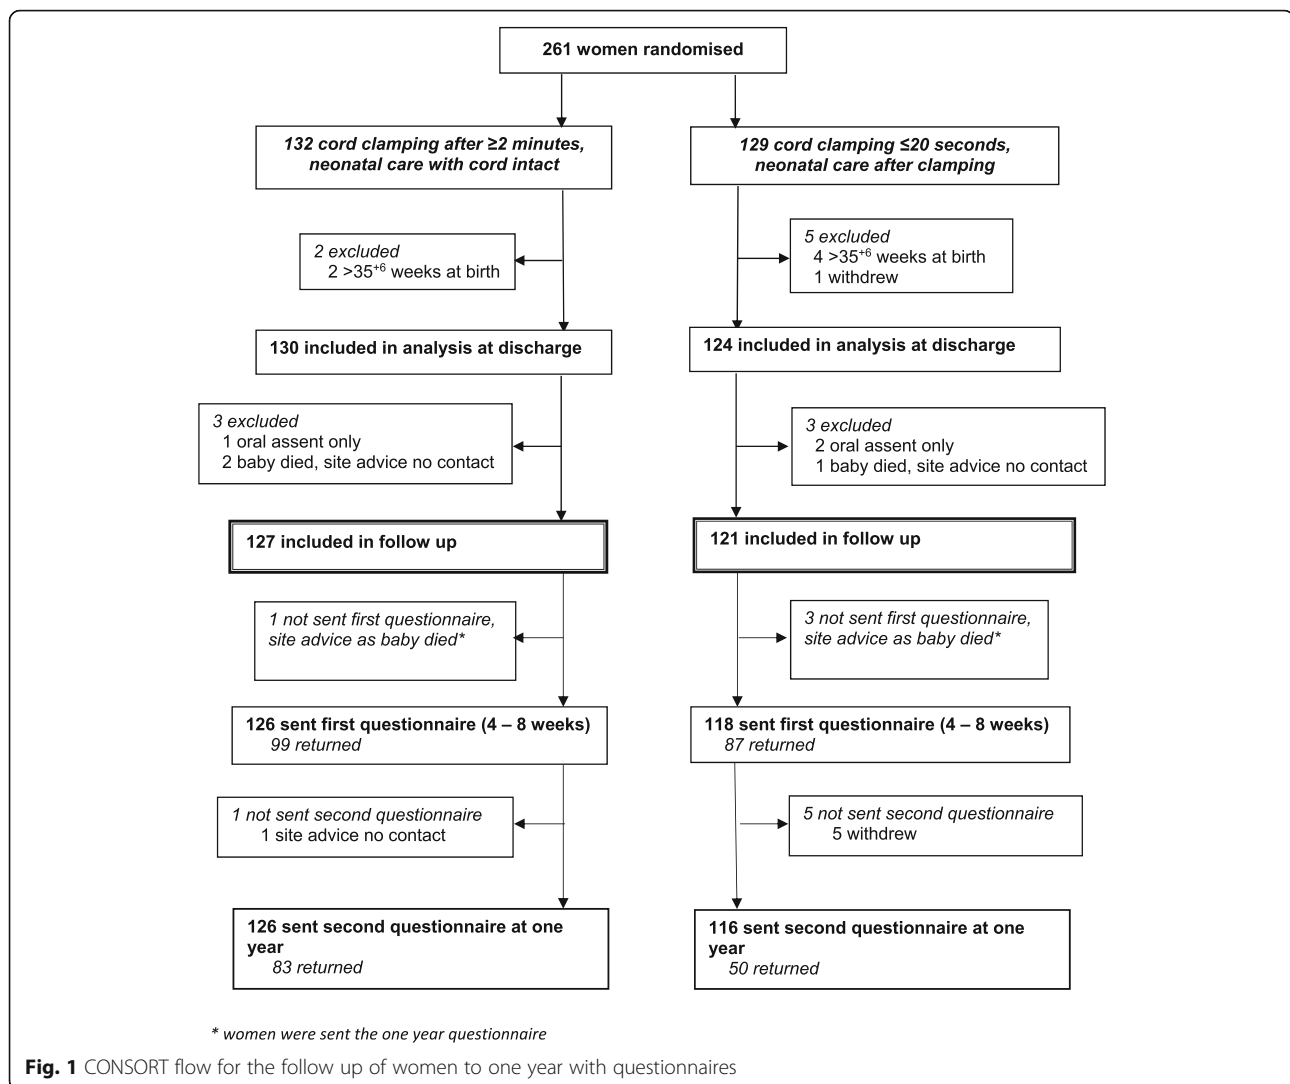 261 women randomised
132 cord clamping after ≥2 minutes,
neonatal care with cord intact
129 cord clamping ≤20 seconds,
neonatal care after clamping
2 excluded
2 >35+6 weeks at birth
5 excluded
4 >35+6 weeks at birth
1 withdrew
130 included in analysis at discharge
124 included in analysis at discharge
3 excluded
1 oral assent only
2 baby died, site advice no contact
3 excluded
2 oral assent only
1 baby died, site advice no contact
127 included in follow up
121 included in follow up
1 not sent first questionnaire,
site advice as baby died*
3 not sent first questionnaire,
site advice as baby died*
126 sent first questionnaire (4 – 8 weeks)
99 returned
118 sent first questionnaire (4 – 8 weeks)
87 returned
1 not sent second questionnaire
1 site advice no contact
5 not sent second questionnaire
5 withdrew
126 sent second questionnaire at one
year
83 returned
116 sent second questionnaire at one
year
50 returned
* women were sent the one year questionnaire
Fig. 1 CONSORT flow for the follow up of women to one year with questionnaires